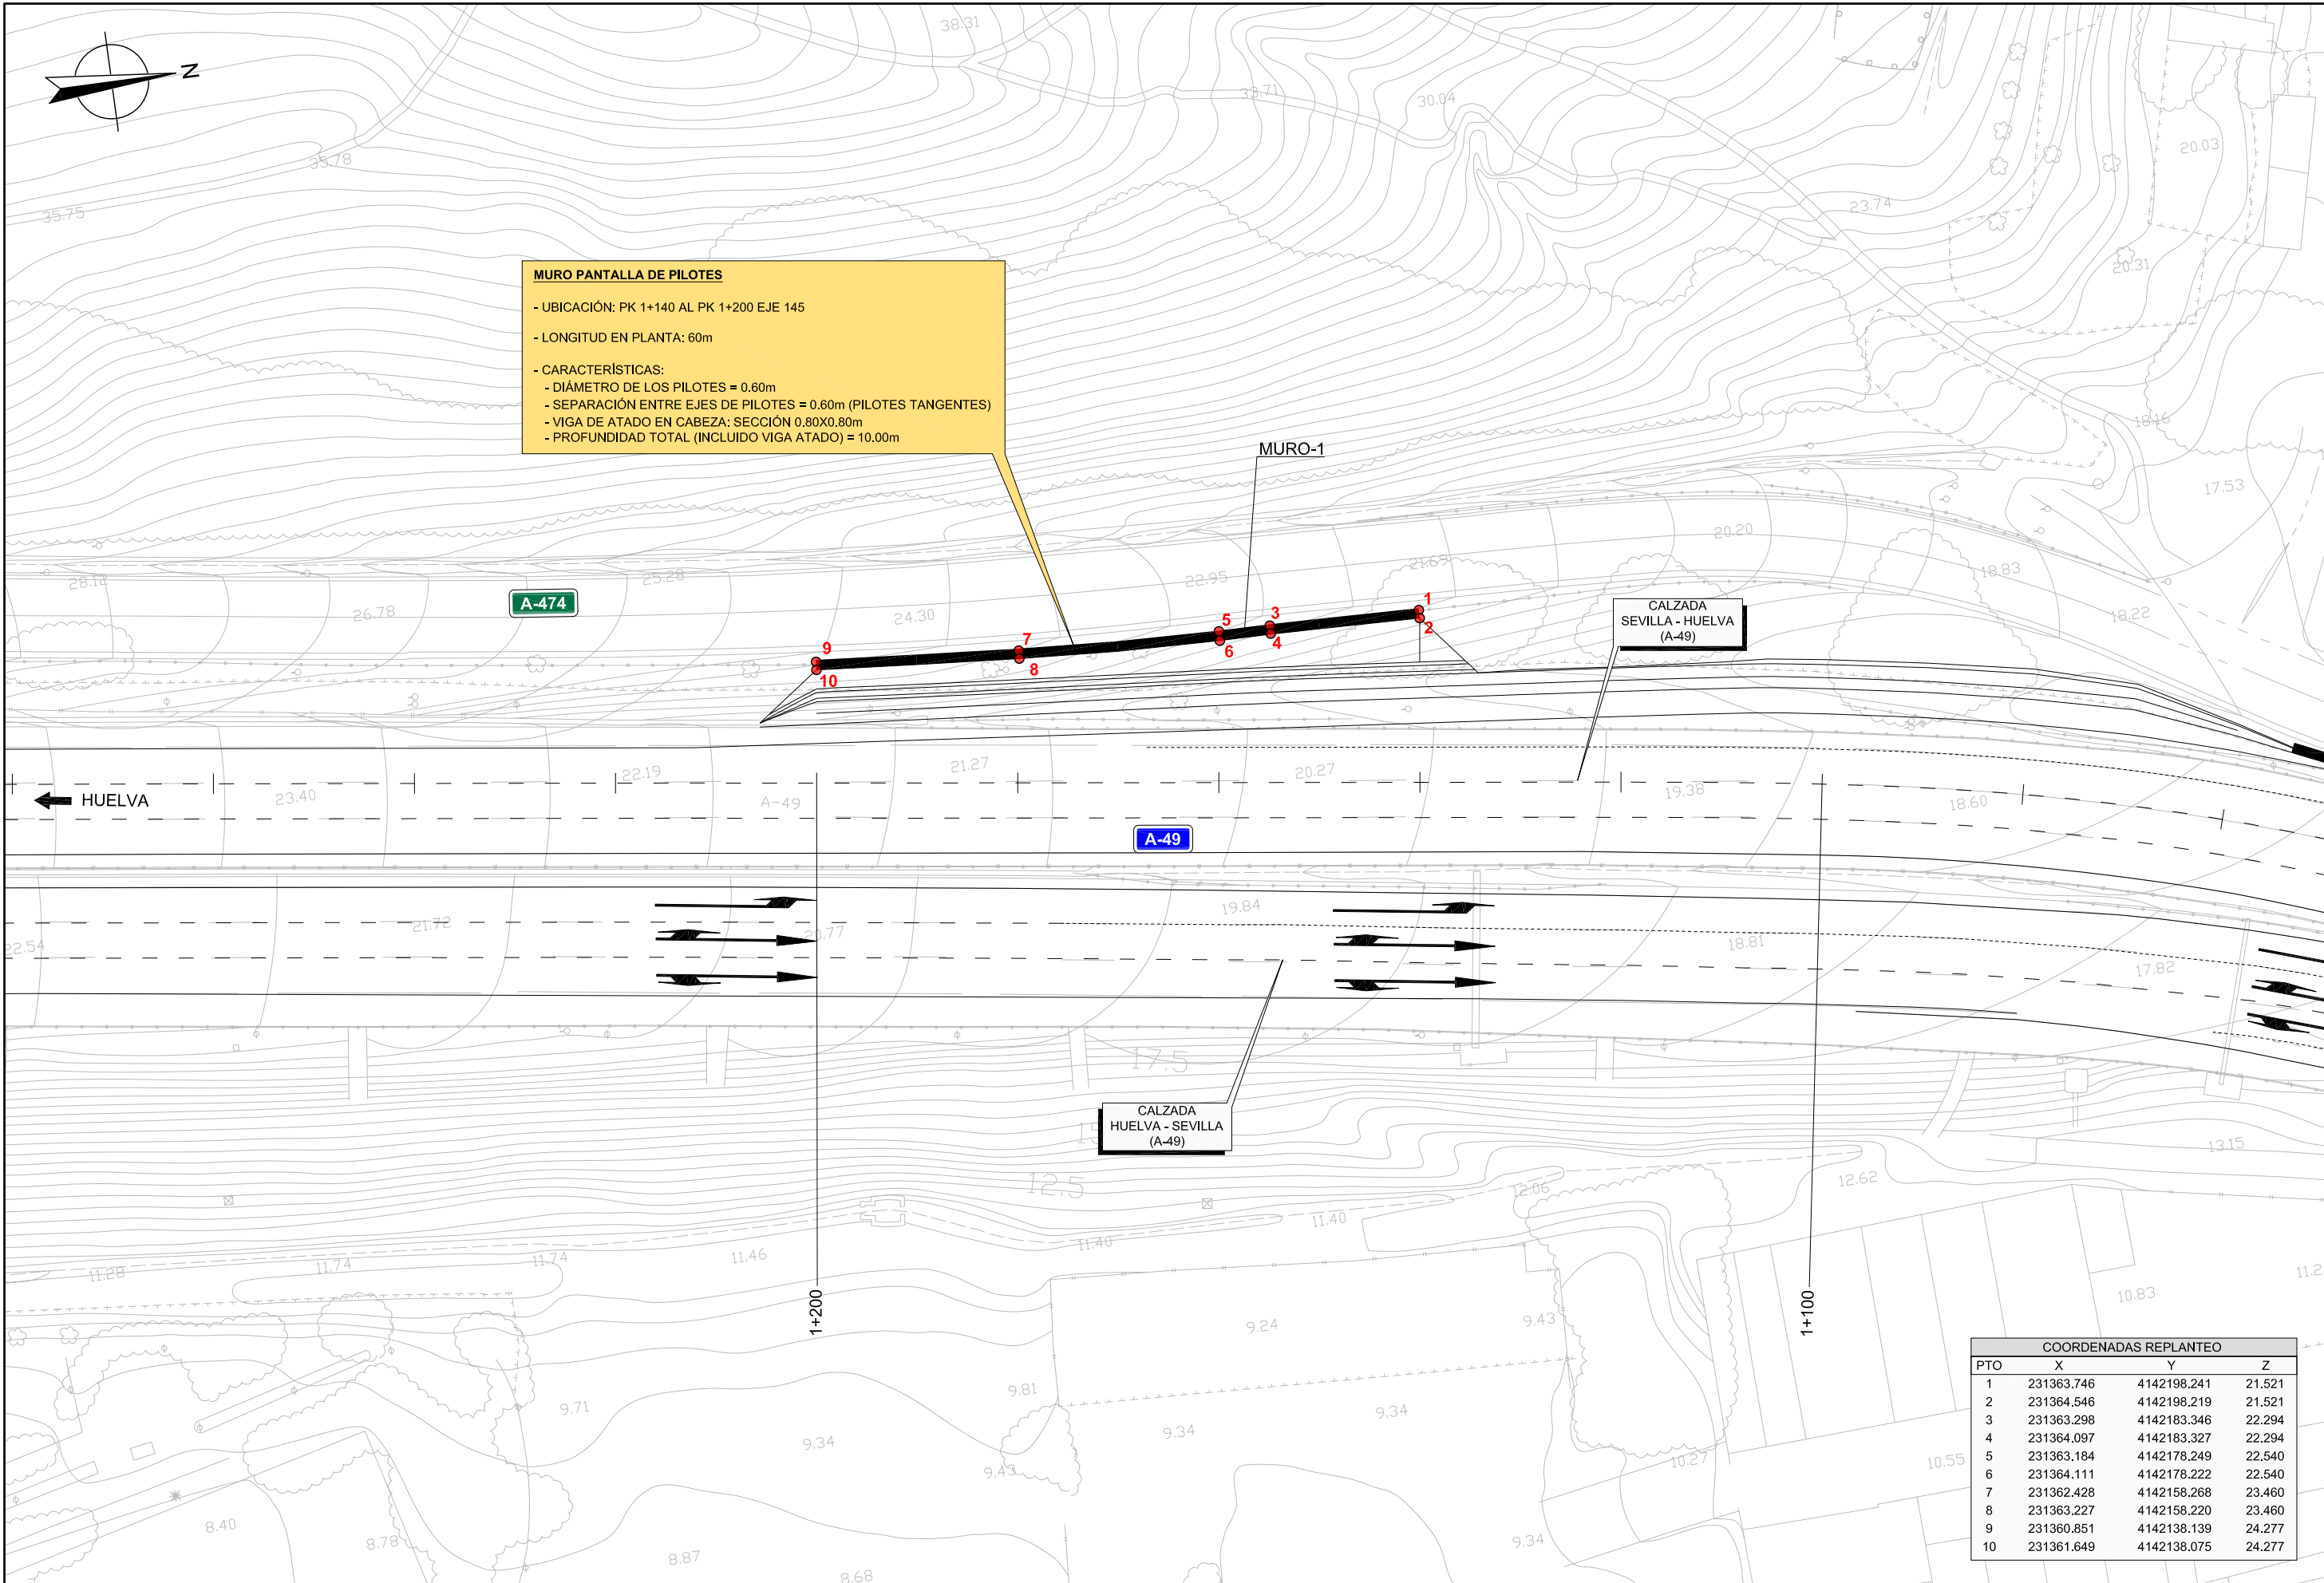 N
38.31
33.71
30.04
35.78
20.03
35.75
23.74
20.31
MURO PANTALLA DE PILOTES
- UBICACIÓN: PK 1+140 AL PK 1+200 EJE 145
- LONGITUD EN PLANTA: 60m
- CARACTERÍSTICAS:
- DIÁMETRO DE LOS PILOTES = 0.60m
- SEPARACIÓN ENTRE EJES DE PILOTES = 0.60m (PILOTES TANGENTES)
- VIGA DE ATADO EN CABEZA: SECCIÓN 0.80X0.80m
- PROFUNDIDAD TOTAL (INCLUIDO VIGA ATADO) = 10.00m
18.16
MURO-1
17.53
20.20
21.69
18.83
28.12
25.28
22.95
A-474
26.78
24.30
18.22
1
2
3
4
5
6
7
8
9
10
CALZADA
SEVILLA - HUELVA
(A-49)
22.19
21.27
20.27
19.38
18.60
HUELVA
23.40
A-49
A-49
22.54
21.72
20.77
19.84
18.81
17.82
17.5
CALZADA
HUELVA - SEVILLA
(A-49)
13.15
12.5
12.06
12.62
11.40
11.40
11.28
11.74
11.74
11.46
10.83
1+200
1+100
9.24
9.43
9.81
9.71
9.34
9.34
9.34
9.43
10.27
10.55
8.40
8.78
8.87
8.68
9.34
COORDENADAS REPLANTEO
PTO X Y Z
1 231363.746 4142198.241 21.521
2 231364.546 4142198.219 21.521
3 231363.298 4142183.346 22.294
4 231364.097 4142183.327 22.294
5 231363.184 4142178.249 22.540
6 231364.111 4142178.222 22.540
7 231362.428 4142158.268 23.460
8 231363.227 4142158.220 23.460
9 231360.851 4142138.139 24.277
10 231361.649 4142138.075 24.277